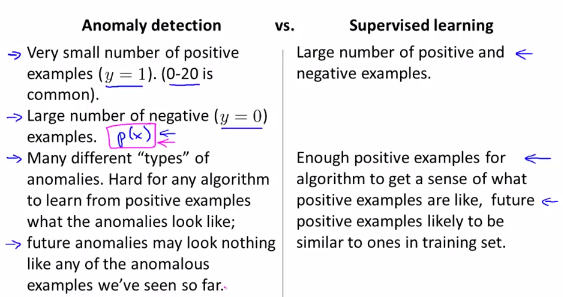 Anomaly detection vs. Supervised learning
Very small number of positive
examples (y = 1). (0-20 is
common).
Large number of negative (y = 0)
examples. p(x)
Many different “types” of
anomalies. Hard for any algorithm
to learn from positive examples
what the anomalies look like;
future anomalies may look nothing
like any of the anomalous
examples we’ve seen so far.
Large number of positive and
negative examples.
Enough positive examples for
algorithm to get a sense of what
positive examples are like, future
positive examples likely to be
similar to ones in training set.